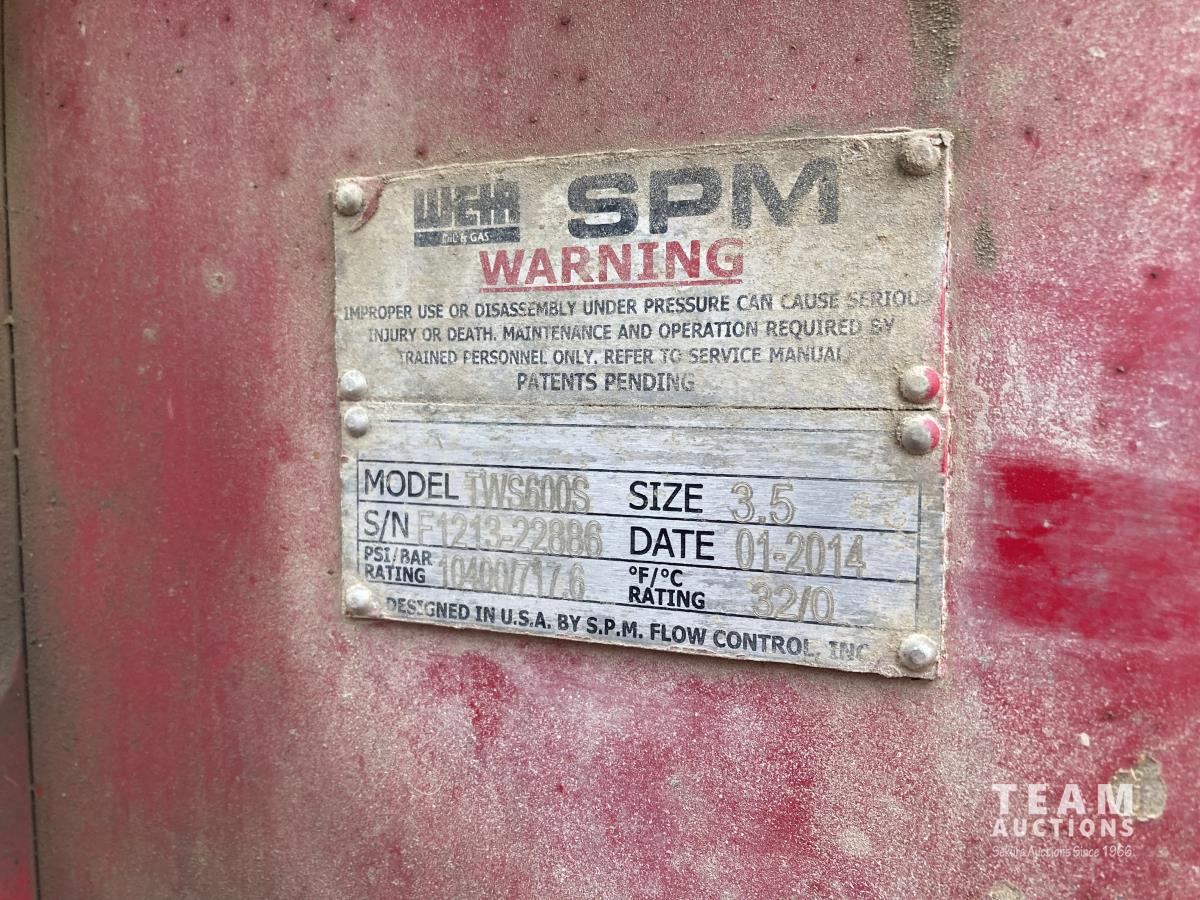 WEIR SPM
OIL & GAS
WARNING
IMPROPER USE OR DISASSEMBLY UNDER PRESSURE CAN CAUSE SERIOUS
INJURY OR DEATH. MAINTENANCE AND OPERATION REQUIRED BY
TRAINED PERSONNEL ONLY. REFER TO SERVICE MANUAL.
PATENTS PENDING
MODEL TWS600S SIZE 3.5
S/N F1213-22886 DATE 01-2014
PSI/BAR RATING 10400/717.6 °F/°C RATING 32/0
DESIGNED IN U.S.A. BY S.P.M. FLOW CONTROL, INC
TEAM
AUCTIONS
Auctions Since 1966